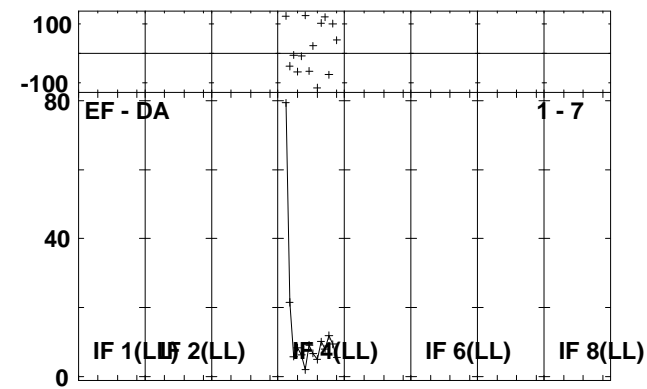 100
-100
80
EF - DA 1 - 7
40
IF 1(LL) IF 2(LL) IF 4(LL) IF 6(LL) IF 8(LL)
0